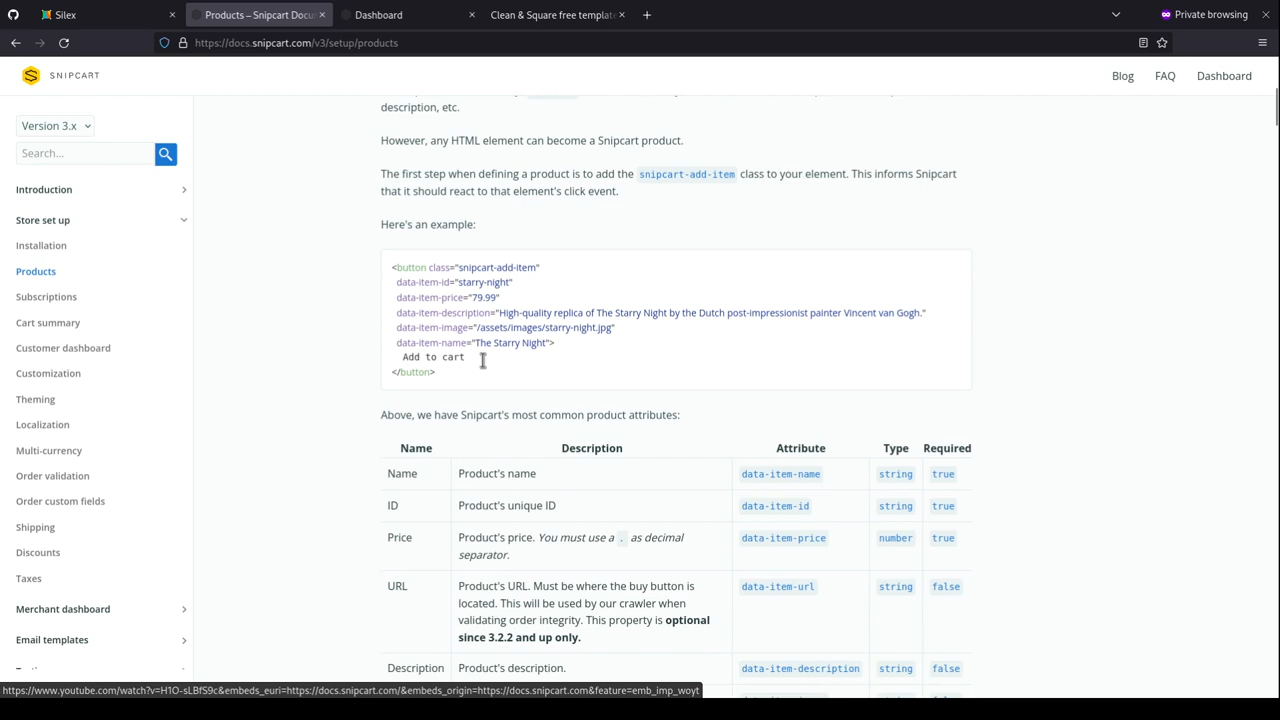 Silex
Products – Snipcart Docu
Dashboard
Clean & Square free template
Private browsing
https://docs.snipcart.com/v3/setup/products
SNIPCART
Blog
FAQ
Dashboard
Version 3.x
Search...
Introduction
Store set up
Installation
Products
Subscriptions
Cart summary
Customer dashboard
Customization
Theming
Localization
Multi-currency
Order validation
Order custom fields
Shipping
Discounts
Taxes
Merchant dashboard
Email templates
description, etc.
However, any HTML element can become a Snipcart product.
The first step when defining a product is to add the snipcart-add-item class to your element. This informs Snipcart
that it should react to that element's click event.
Here's an example:
<button class="snipcart-add-item"
data-item-id="starry-night"
data-item-price="79.99"
data-item-description="High-quality replica of The Starry Night by the Dutch post-impressionist painter Vincent van Gogh."
data-item-image="/assets/images/starry-night.jpg"
data-item-name="The Starry Night">
Add to cart
</button>
Above, we have Snipcart's most common product attributes:
Name Description Attribute Type Required
Name Product's name data-item-name string true
ID Product's unique ID data-item-id string true
Price Product's price. You must use a . as decimal data-item-price number true
separator.
URL Product's URL. Must be where the buy button is data-item-url string false
located. This will be used by our crawler when
validating order integrity. This property is optional
since 3.2.2 and up only.
Description Product's description. data-item-description string false
https://www.youtube.com/watch?v=H1O-sLBfS9c&embeds_euri=https://docs.snipcart.com/&embeds_origin=https://docs.snipcart.com&feature=emb_imp_woyt